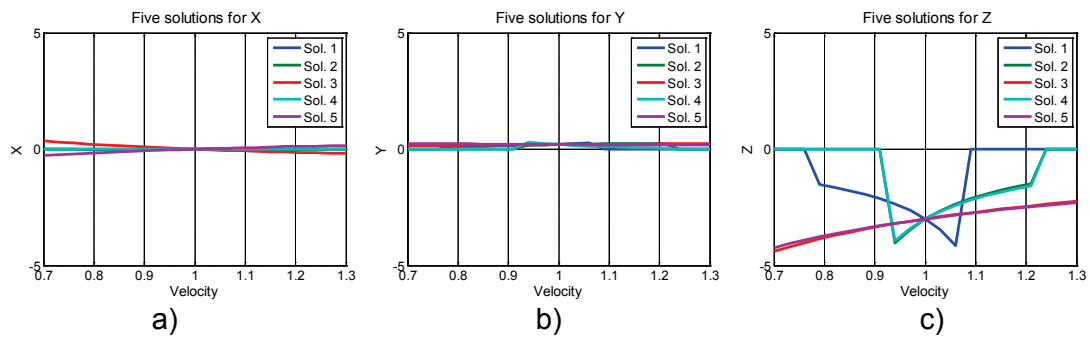 Five solutions for X
5
0
-5
X
Sol. 1
Sol. 2
Sol. 3
Sol. 4
Sol. 5
0.7 0.8 0.9 1 1.1 1.2 1.3
Velocity
a)
Five solutions for Y
5
0
-5
Y
Sol. 1
Sol. 2
Sol. 3
Sol. 4
Sol. 5
0.7 0.8 0.9 1 1.1 1.2 1.3
Velocity
b)
Five solutions for Z
5
0
-5
Z
Sol. 1
Sol. 2
Sol. 3
Sol. 4
Sol. 5
0.7 0.8 0.9 1 1.1 1.2 1.3
Velocity
c)